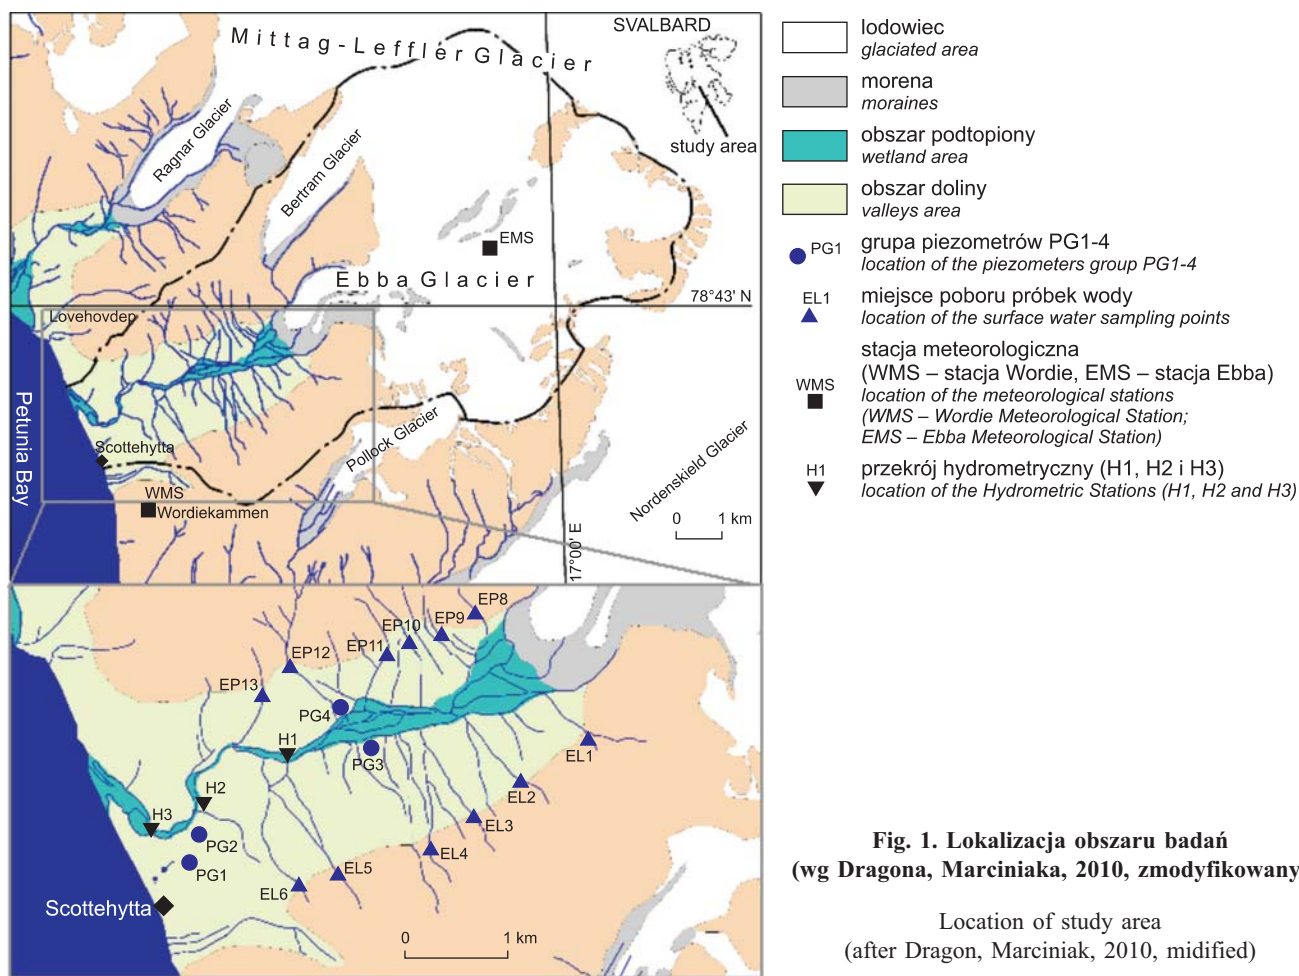 SVALBARD
Mittag-Leffler Glacier
study area
Ragnar Glacier
Bertram Glacier
EMS
Ebba Glacier
78°43' N
Lovehovdep
Petunia Bay
Scottehytta
Pollock Glacier
Nordenskield Glacier
WMS
Wordiekammen
0 1 km
17°00' E
EP8
EP9
EP10
EP11
EP12
EP13
PG4
H1
PG3
EL1
H2
EL2
H3
EL3
PG2
EL4
PG1
EL5
EL6
Scottehytta
0 1 km
lodowiec
glaciated area
morena
moraines
obszar podtopiony
wetland area
obszar doliny
valleys area
PG1
grupa piezometrów PG1-4
location of the piezometers group PG1-4
EL1
miejsce poboru próbek wody
location of the surface water sampling points
stacja meteorologiczna
(WMS – stacja Wordie, EMS – stacja Ebba)
WMS
location of the meteorological stations
(WMS – Wordie Meteorological Station;
EMS – Ebba Meteorological Station)
H1
przekrój hydrometryczny (H1, H2 i H3)
location of the Hydrometric Stations (H1, H2 and H3)
Fig. 1. Lokalizacja obszaru badań
(wg Dragona, Marciniaka, 2010, zmodyfikowany
Location of study area
(after Dragon, Marciniak, 2010, midified)